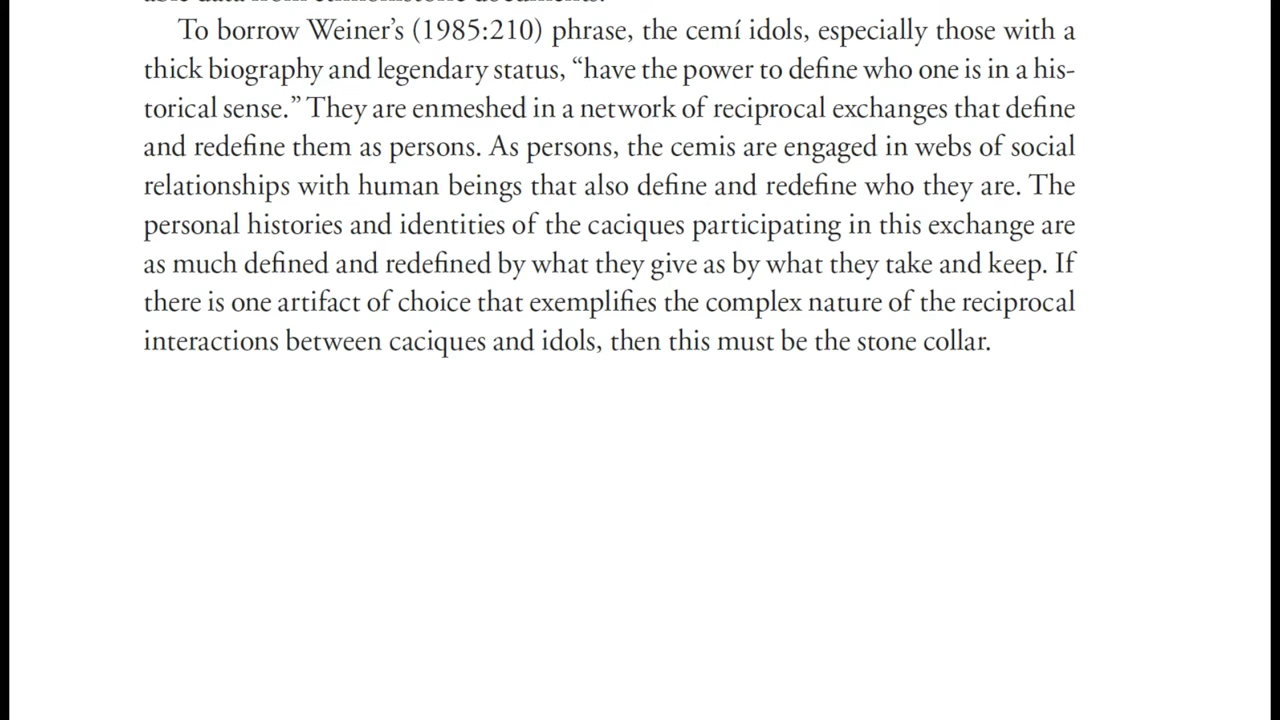 To borrow Weiner’s (1985:210) phrase, the cemí idols, especially those with a
thick biography and legendary status, “have the power to define who one is in a his-
torical sense.” They are enmeshed in a network of reciprocal exchanges that define
and redefine them as persons. As persons, the cemis are engaged in webs of social
relationships with human beings that also define and redefine who they are. The
personal histories and identities of the caciques participating in this exchange are
as much defined and redefined by what they give as by what they take and keep. If
there is one artifact of choice that exemplifies the complex nature of the reciprocal
interactions between caciques and idols, then this must be the stone collar.